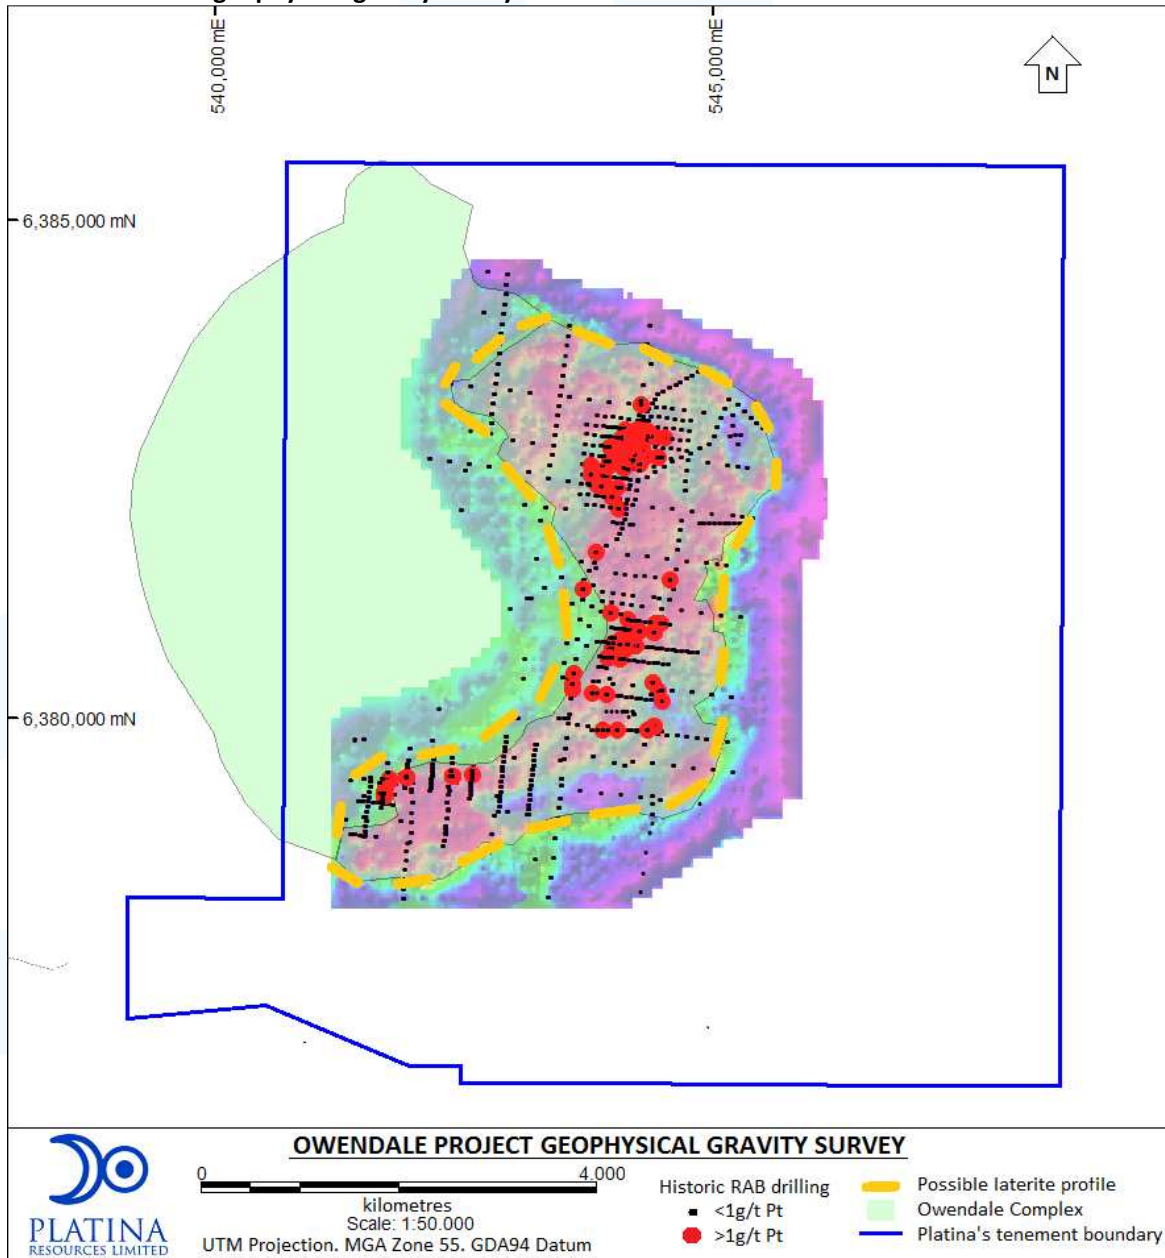 540,000 mE
545,000 mE
N
6,385,000 mN
6,380,000 mN
OWENDALE PROJECT GEOPHYSICAL GRAVITY SURVEY
0 4.000
kilometres
Scale: 1:50.000
UTM Projection. MGA Zone 55. GDA94 Datum
PLATINA
RESOURCES LIMITED
Historic RAB drilling
<1g/t Pt
>1g/t Pt
Possible laterite profile
Owendale Complex
Platina's tenement boundary